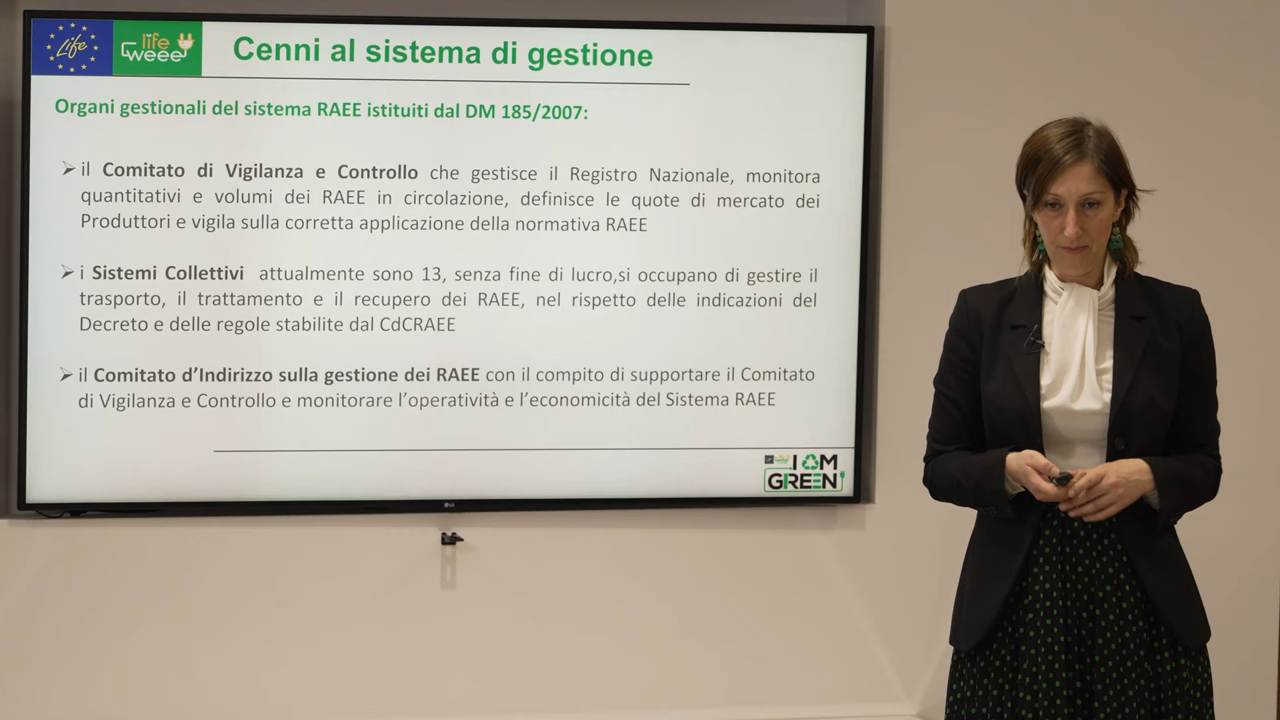 Life
life
weee
Cenni al sistema di gestione
Organi gestionali del sistema RAEE istituiti dal DM 185/2007:
➢ il Comitato di Vigilanza e Controllo che gestisce il Registro Nazionale, monitora
quantitativi e volumi dei RAEE in circolazione, definisce le quote di mercato dei
Produttori e vigila sulla corretta applicazione della normativa RAEE
➢ i Sistemi Collettivi attualmente sono 13, senza fine di lucro,si occupano di gestire il
trasporto, il trattamento e il recupero dei RAEE, nel rispetto delle indicazioni del
Decreto e delle regole stabilite dal CdCRAEE
➢ il Comitato d’Indirizzo sulla gestione dei RAEE con il compito di supportare il Comitato
di Vigilanza e Controllo e monitorare l’operatività e l’economicità del Sistema RAEE
I AM
GREEN
LG